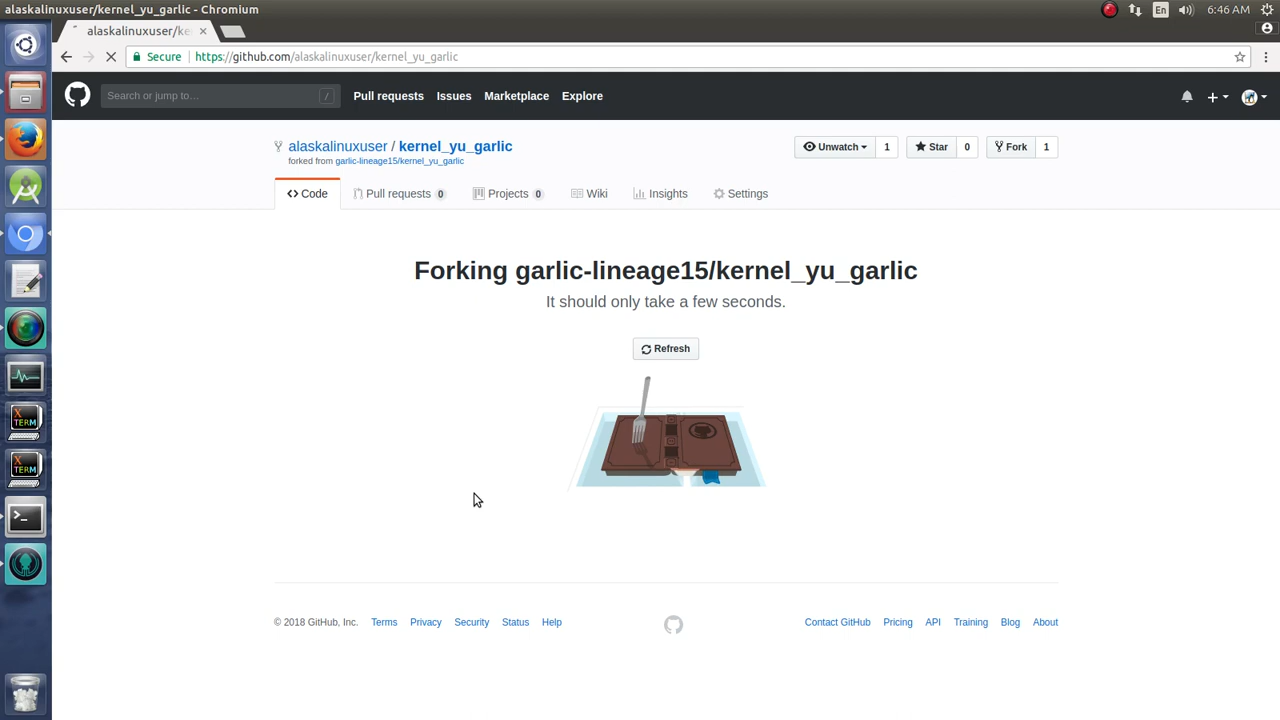 alaskalinuxuser/kernel_yu_garlic - Chromium
En
6:46 AM
alaskalinuxuser/ke
Secure
https://github.com/alaskalinuxuser/kernel_yu_garlic
Search or jump to…
/
Pull requests
Issues
Marketplace
Explore
alaskalinuxuser / kernel_yu_garlic
forked from garlic-lineage15/kernel_yu_garlic
Unwatch
1
Star
0
Fork
1
Code
Pull requests 0
Projects 0
Wiki
Insights
Settings
Forking garlic-lineage15/kernel_yu_garlic
It should only take a few seconds.
Refresh
X TERM
X TERM
>_
© 2018 GitHub, Inc.
Terms
Privacy
Security
Status
Help
Contact GitHub
Pricing
API
Training
Blog
About